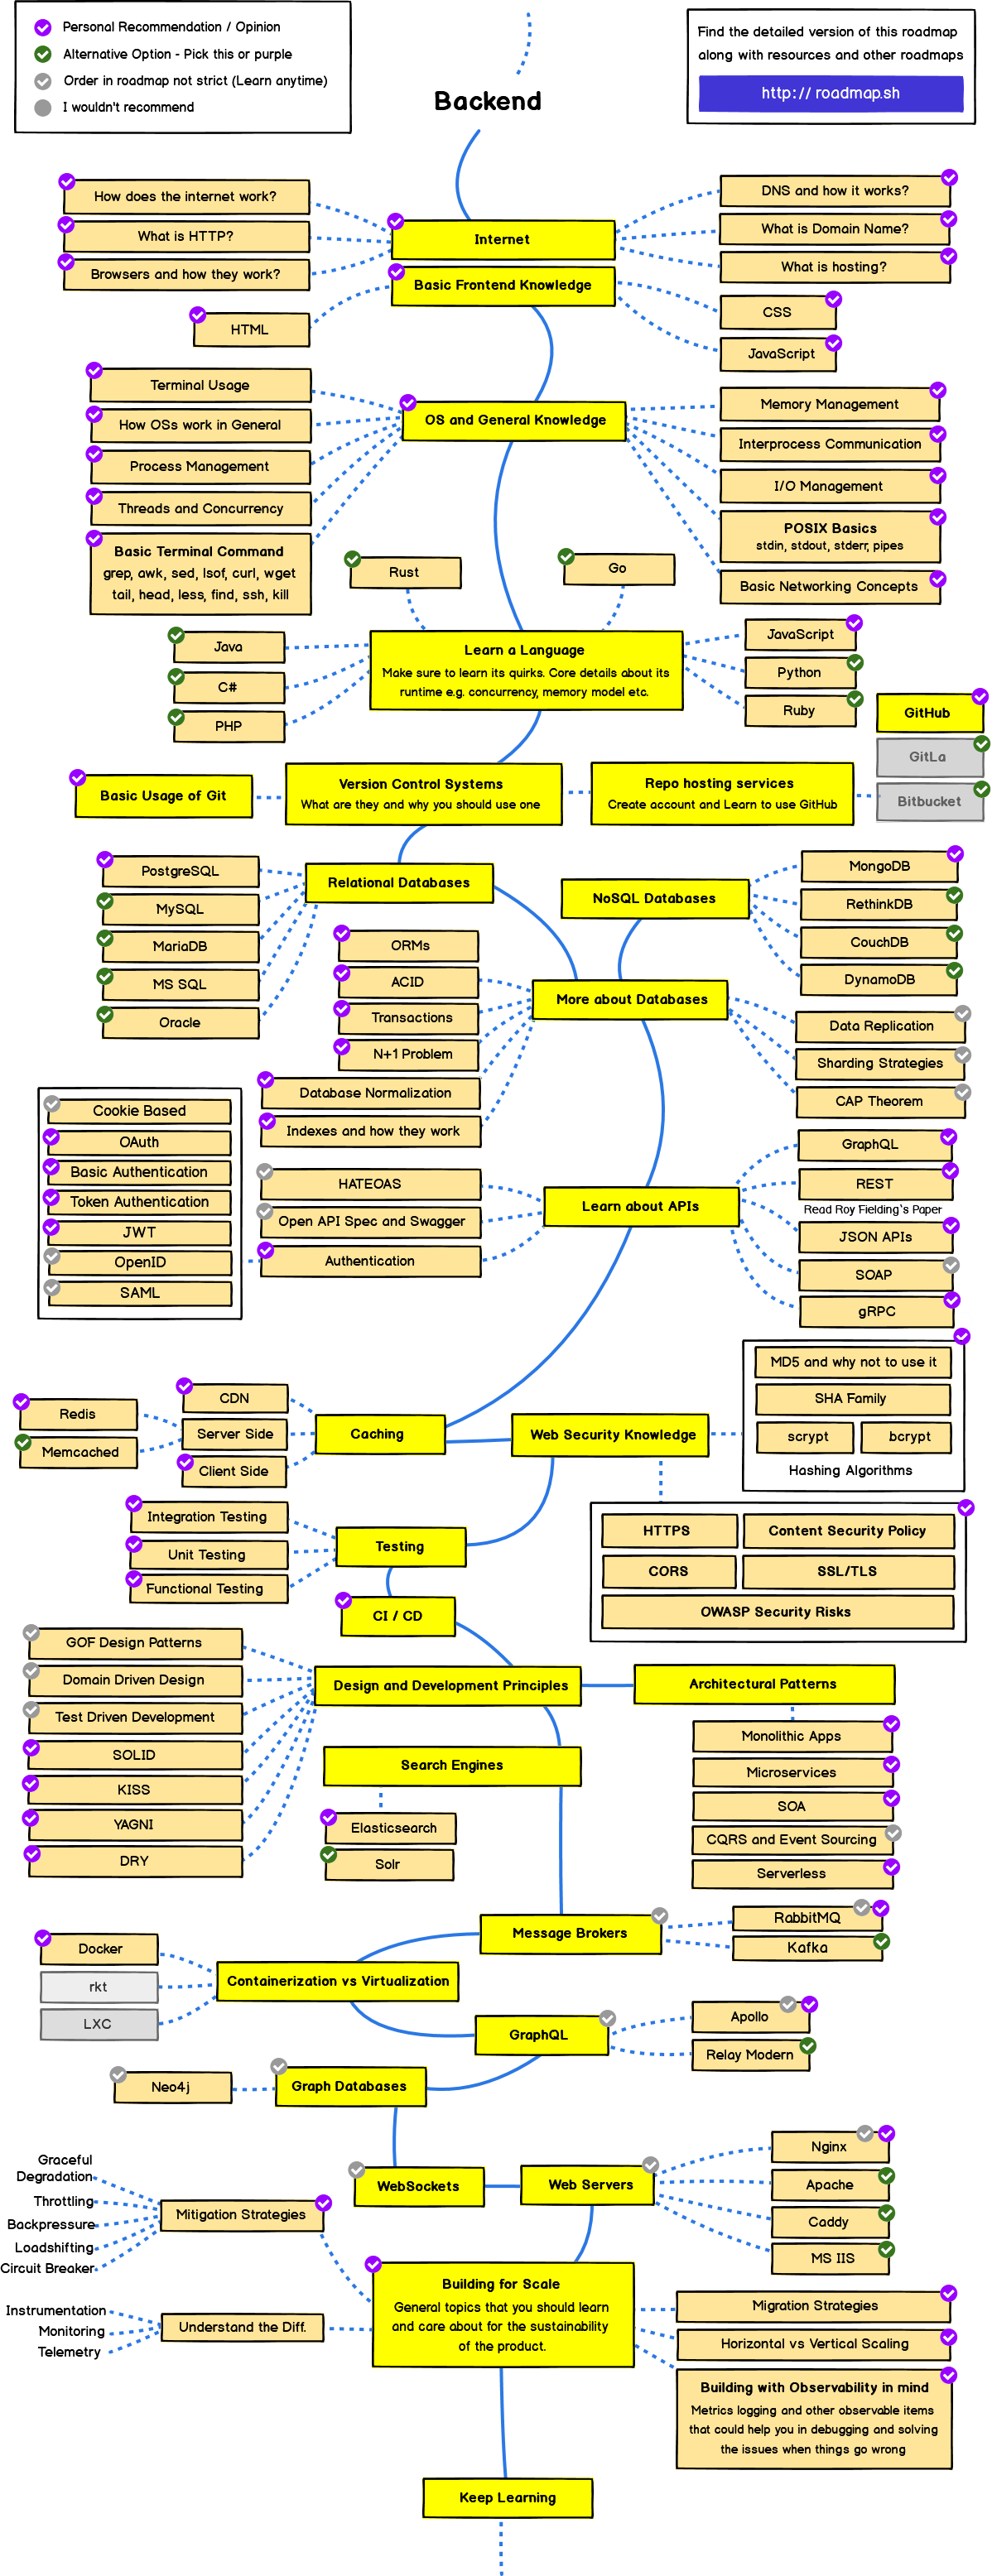 Personal Recommendation / Opinion
Alternative Option - Pick this or purple
Order in roadmap not strict (Learn anytime)
I wouldn't recommend
Find the detailed version of this roadmap
along with resources and other roadmaps
http:// roadmap.sh
Backend
How does the internet work?
What is HTTP?
Browsers and how they work?
Internet
DNS and how it works?
What is Domain Name?
What is hosting?
Basic Frontend Knowledge
HTML
CSS
JavaScript
Terminal Usage
How OSs work in General
Process Management
Threads and Concurrency
Basic Terminal Command
grep, awk, sed, lsof, curl, wget
tail, head, less, find, ssh, kill
OS and General Knowledge
Memory Management
Interprocess Communication
I/O Management
POSIX Basics
stdin, stdout, stderr, pipes
Basic Networking Concepts
Rust
Go
Java
C#
PHP
Learn a Language
Make sure to learn its quirks. Core details about its
runtime e.g. concurrency, memory model etc.
JavaScript
Python
Ruby
GitHub
GitLa
Bitbucket
Basic Usage of Git
Version Control Systems
What are they and why you should use one
Repo hosting services
Create account and Learn to use GitHub
PostgreSQL
MySQL
MariaDB
MS SQL
Oracle
Relational Databases
NoSQL Databases
MongoDB
RethinkDB
CouchDB
DynamoDB
ORMs
ACID
Transactions
N+1 Problem
Database Normalization
Indexes and how they work
More about Databases
Data Replication
Sharding Strategies
CAP Theorem
Cookie Based
OAuth
Basic Authentication
Token Authentication
JWT
OpenID
SAML
HATEOAS
Open API Spec and Swagger
Authentication
Learn about APIs
GraphQL
REST
Read Roy Fielding's Paper
JSON APIs
SOAP
gRPC
MD5 and why not to use it
SHA Family
scrypt
bcrypt
Hashing Algorithms
Redis
Memcached
CDN
Server Side
Client Side
Caching
Web Security Knowledge
HTTPS
Content Security Policy
CORS
SSL/TLS
OWASP Security Risks
Integration Testing
Unit Testing
Functional Testing
Testing
CI / CD
GOF Design Patterns
Domain Driven Design
Test Driven Development
SOLID
KISS
YAGNI
DRY
Design and Development Principles
Architectural Patterns
Monolithic Apps
Microservices
SOA
CQRS and Event Sourcing
Serverless
Search Engines
Elasticsearch
Solr
Message Brokers
RabbitMQ
Kafka
Docker
rkt
LXC
Containerization vs Virtualization
GraphQL
Apollo
Relay Modern
Neo4j
Graph Databases
WebSockets
Web Servers
Nginx
Apache
Caddy
MS IIS
Graceful
Degradation
Throttling
Backpressure
Loadshifting
Circuit Breaker
Mitigation Strategies
Instrumentation
Monitoring
Telemetry
Understand the Diff.
Building for Scale
General topics that you should learn
and care about for the sustainability
of the product.
Migration Strategies
Horizontal vs Vertical Scaling
Building with Observability in mind
Metrics logging and other observable items
that could help you in debugging and solving
the issues when things go wrong
Keep Learning